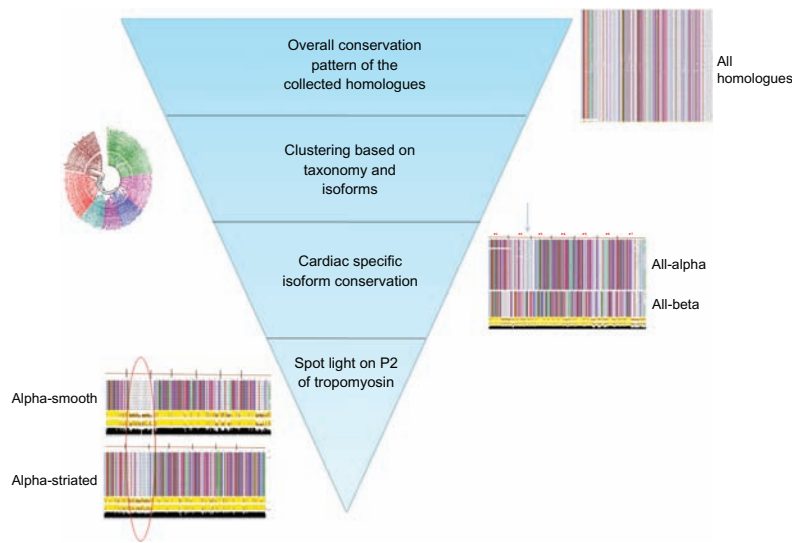 Overall conservation
pattern of the
collected homologues
All
homologues
Clustering based on
taxonomy and
isoforms
Cardiac specific
isoform conservation
All-alpha
All-beta
Spot light on P2
of tropomyosin
Alpha-smooth
Alpha-striated